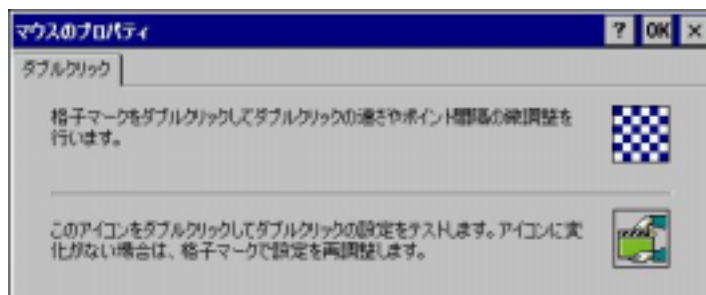 マウスのプロパティ ? OK ×
ダブルクリック
格子マークをダブルクリックしてダブルクリックの速さやポイント間隔の微調整を
行います。
このアイコンをダブルクリックしてダブルクリックの設定をテストします。アイコンに変
化がない場合は、格子マークで設定を再調整します。